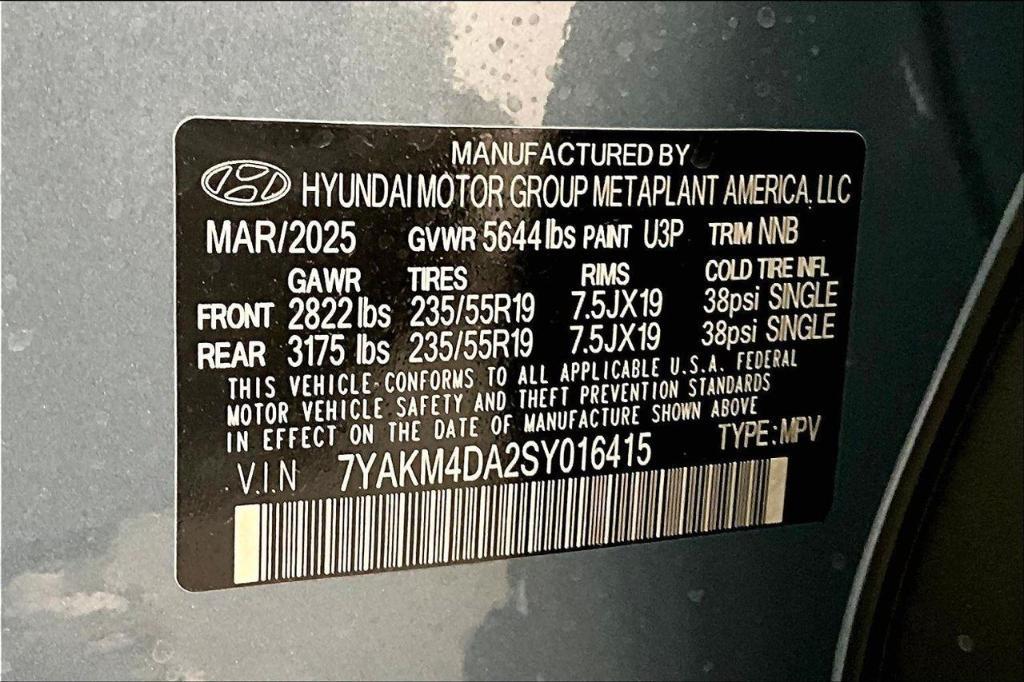 MANUFACTURED BY
HYUNDAI MOTOR GROUP METAPLANT AMERICA, LLC
MAR/2025 GVWR 5644 lbs PAINT U3P TRIM NNB
GAWR TIRES RIMS COLD TIRE INFL
FRONT 2822 lbs 235/55R19 7.5JX19 38psi SINGLE
REAR 3175 lbs 235/55R19 7.5JX19 38psi SINGLE
THIS VEHICLE CONFORMS TO ALL APPLICABLE U.S.A. FEDERAL
MOTOR VEHICLE SAFETY AND THEFT PREVENTION STANDARDS
IN EFFECT ON THE DATE OF MANUFACTURE SHOWN ABOVE
V.I.N 7YAKM4DA2SY016415 TYPE: MPV